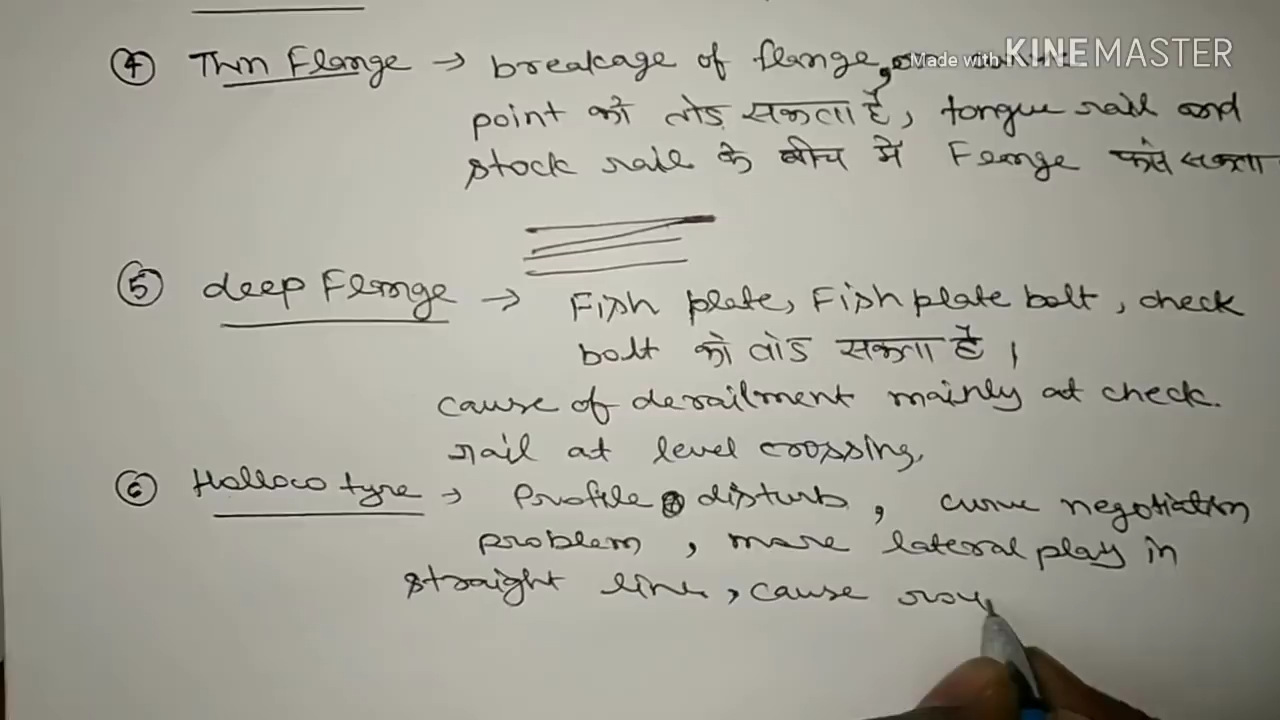 ④ Thin Flange → breakage of flange,
point को तोड़ सकता है, tongue rail and
stock rail के बीच में Flange फंस सकता
⑤ deep Flange → Fish plate, Fish plate bolt, check
bolt को तोड सकता है ।
cause of derailment mainly at check
rail at level crossing,
⑥ Hollow tyre → Profile disturb, curve negotiation
problem, more lateral play in
straight line, cause rou
Made with KINEMASTER